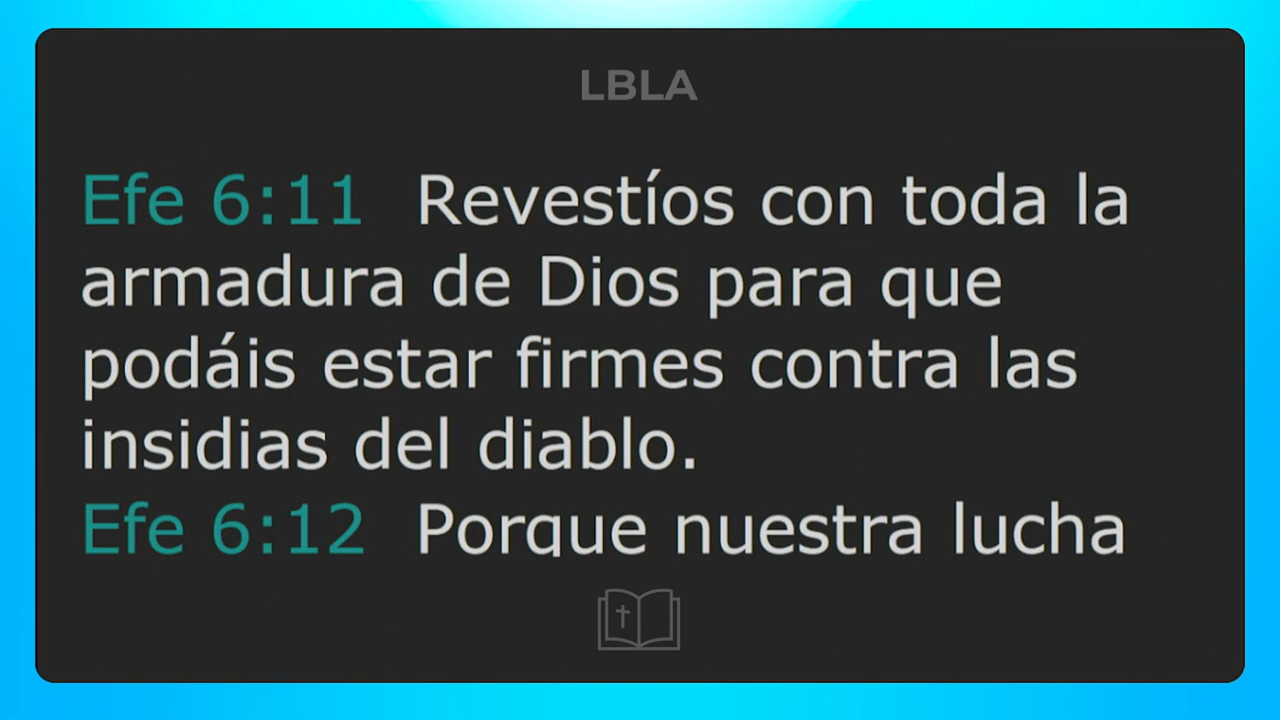 LBLA
Efe 6:11 Revestíos con toda la
armadura de Dios para que
podáis estar firmes contra las
insidias del diablo.
Efe 6:12 Porque nuestra lucha